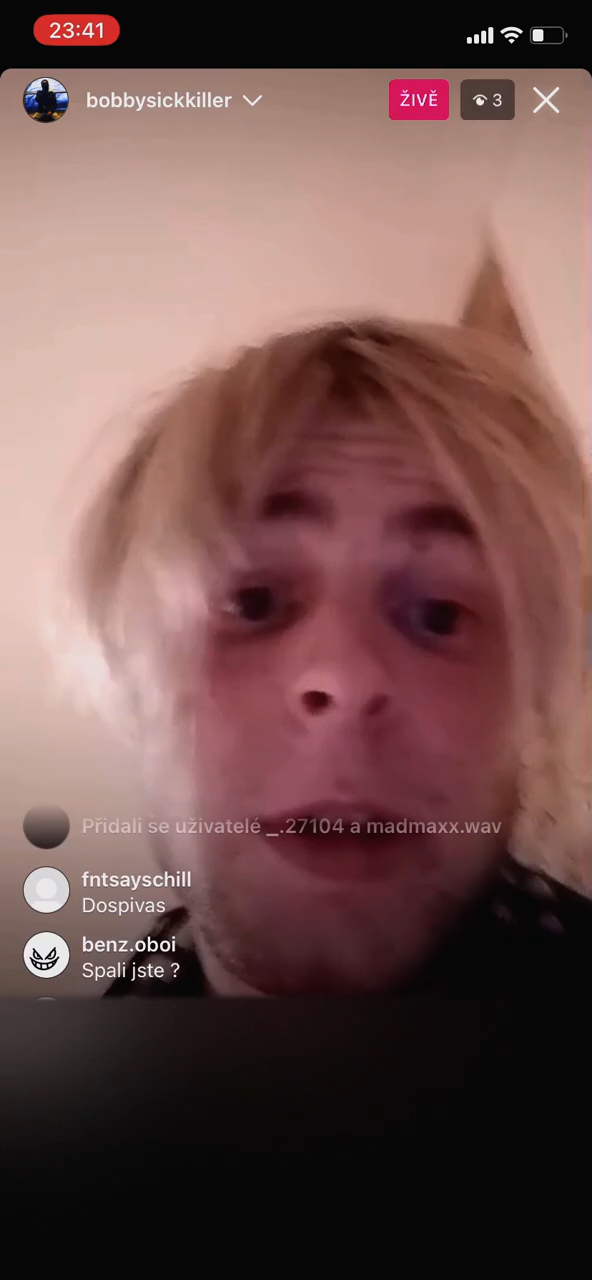 23:41
bobbysickkiller
ŽIVĚ
3
Přidali se uživatelé _.27104 a madmaxx.wav
fntsayschill
Dospivas
benz.oboi
Spali jste ?